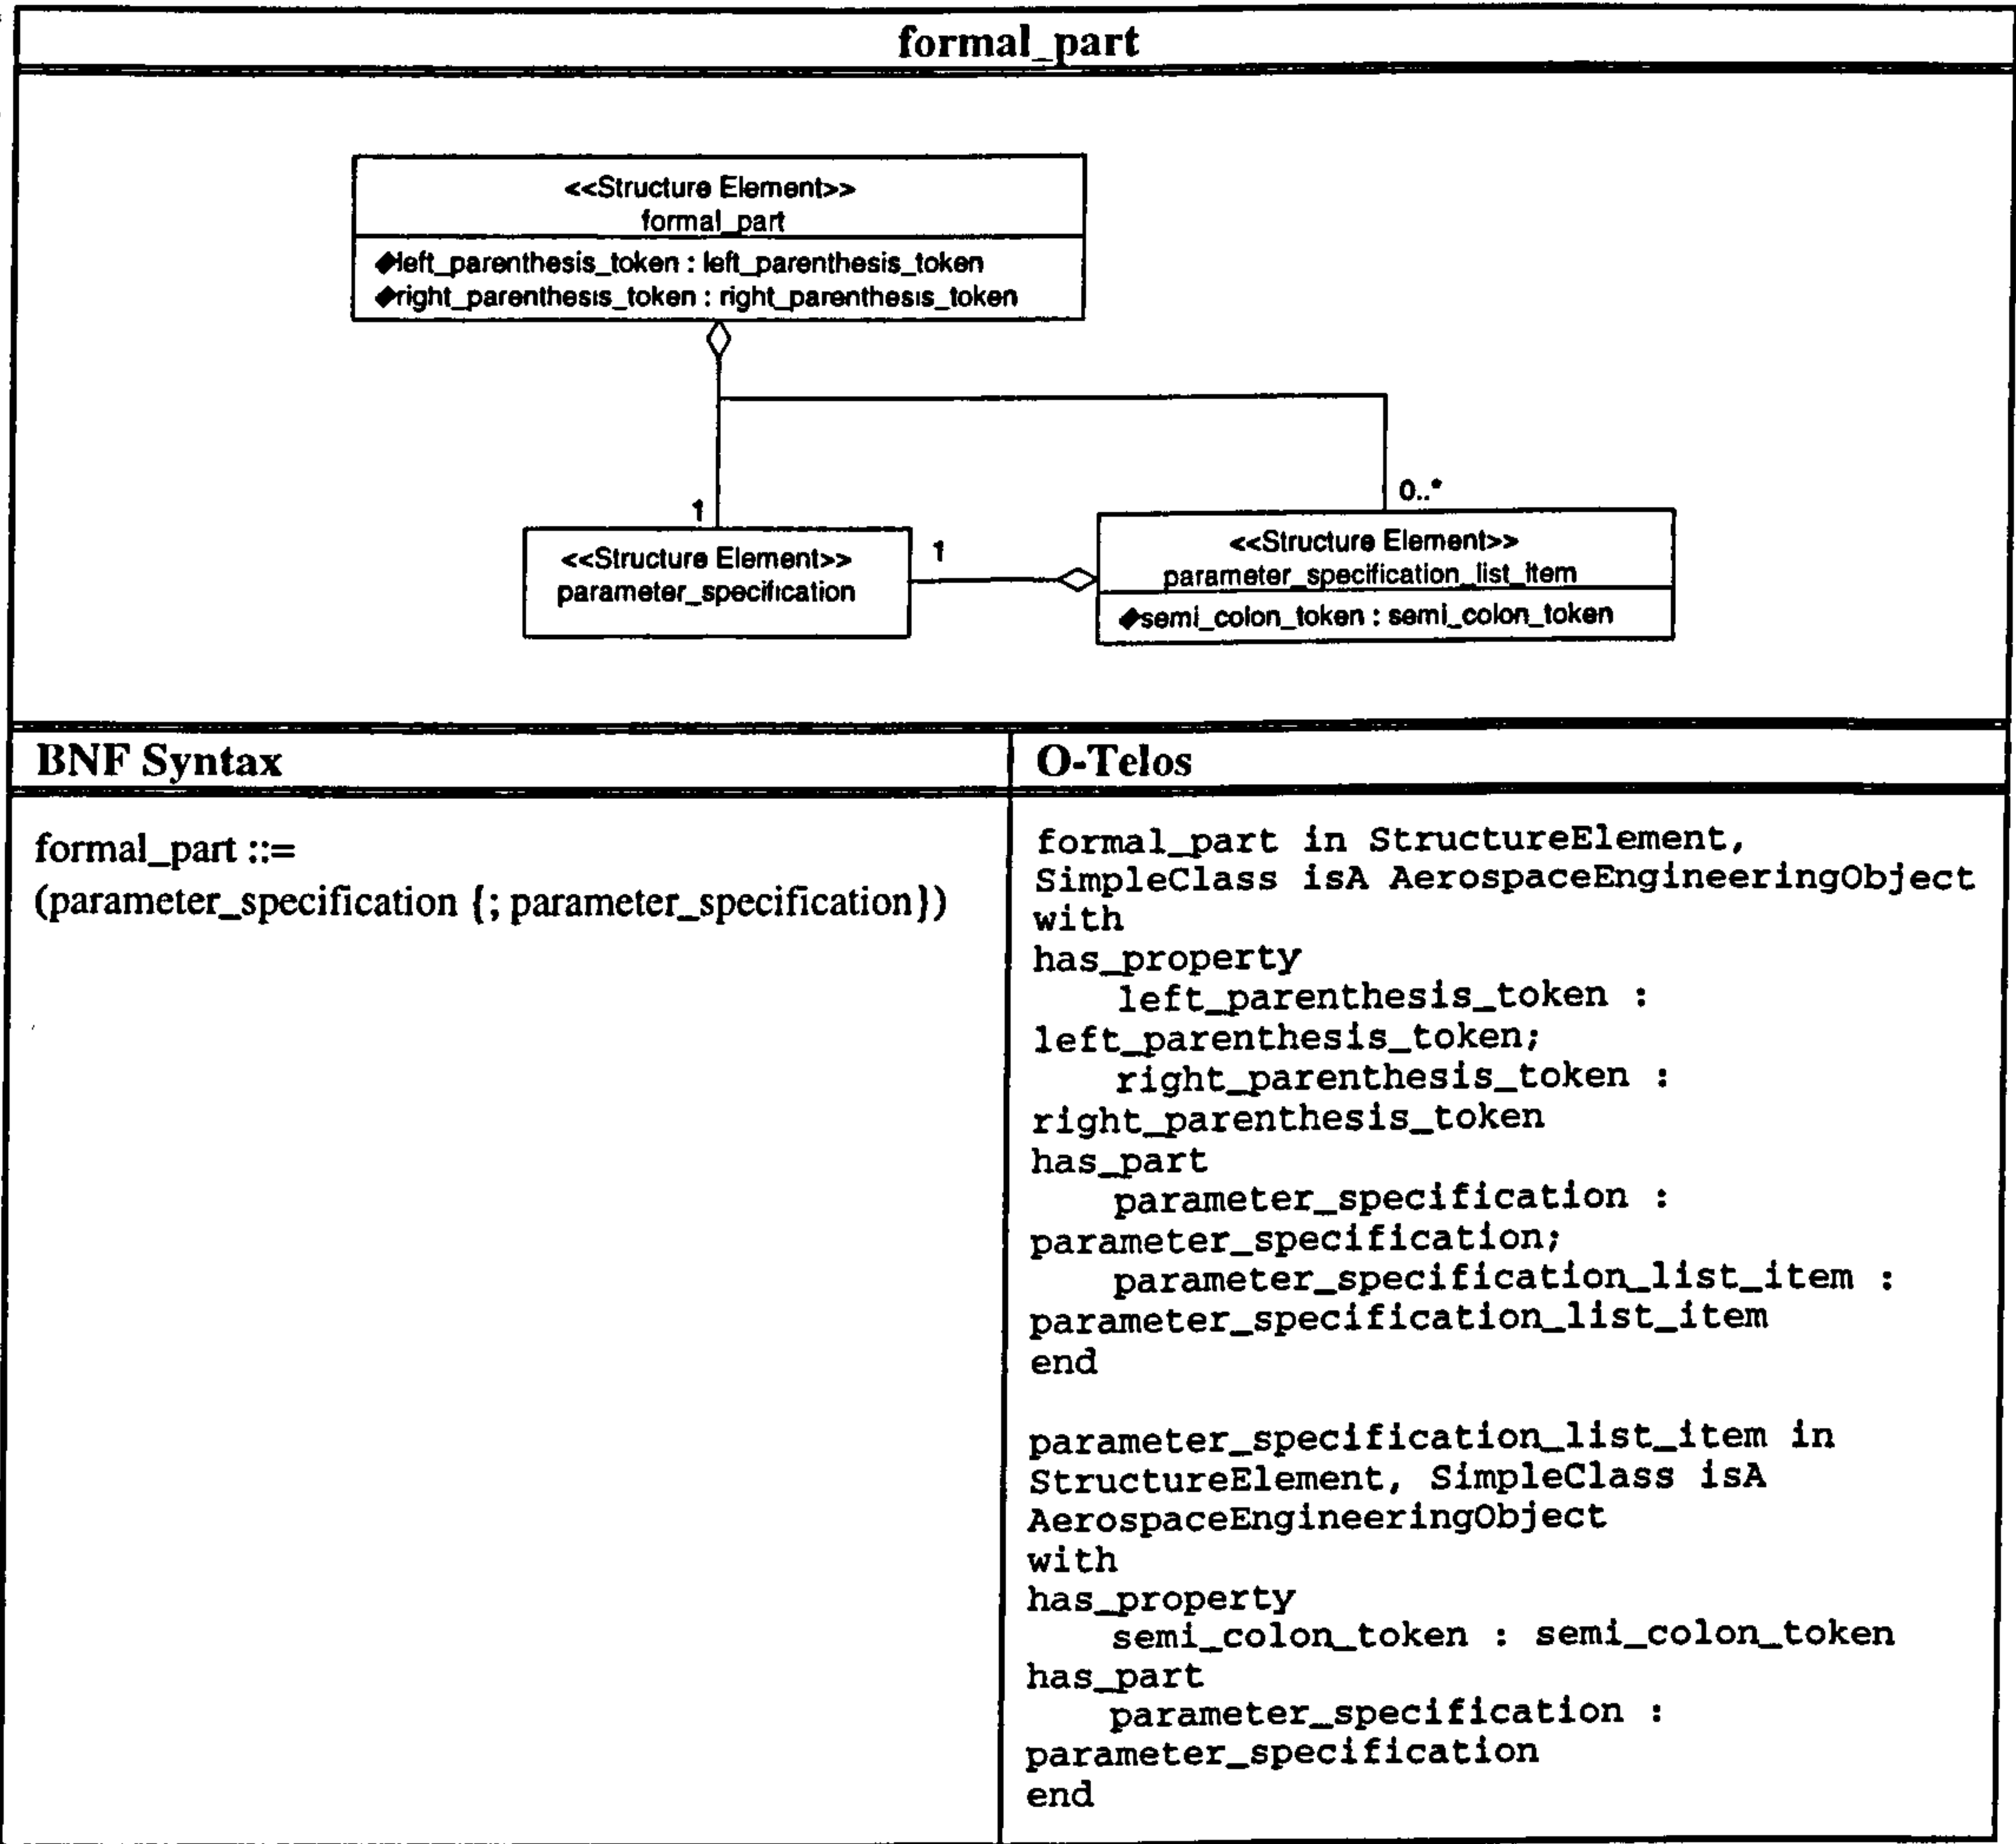 formal_part
<<Structure Element>>
formal_part
left_parenthesis_token : left_parenthesis_token
right_parenthesis_token : right_parenthesis_token
1
0..*
<<Structure Element>>
parameter_specification
1
<<Structure Element>>
parameter_specification_list_item
semi_colon_token : semi_colon_token
BNF Syntax
formal_part ::=
(parameter_specification {; parameter_specification})
O-Telos
formal_part in StructureElement,
SimpleClass isA AerospaceEngineeringObject
with
has_property
left_parenthesis_token :
left_parenthesis_token;
right_parenthesis_token :
right_parenthesis_token
has_part
parameter_specification :
parameter_specification;
parameter_specification_list_item :
parameter_specification_list_item
end
parameter_specification_list_item in
StructureElement, SimpleClass isA
AerospaceEngineeringObject
with
has_property
semi_colon_token : semi_colon_token
has_part
parameter_specification :
parameter_specification
end